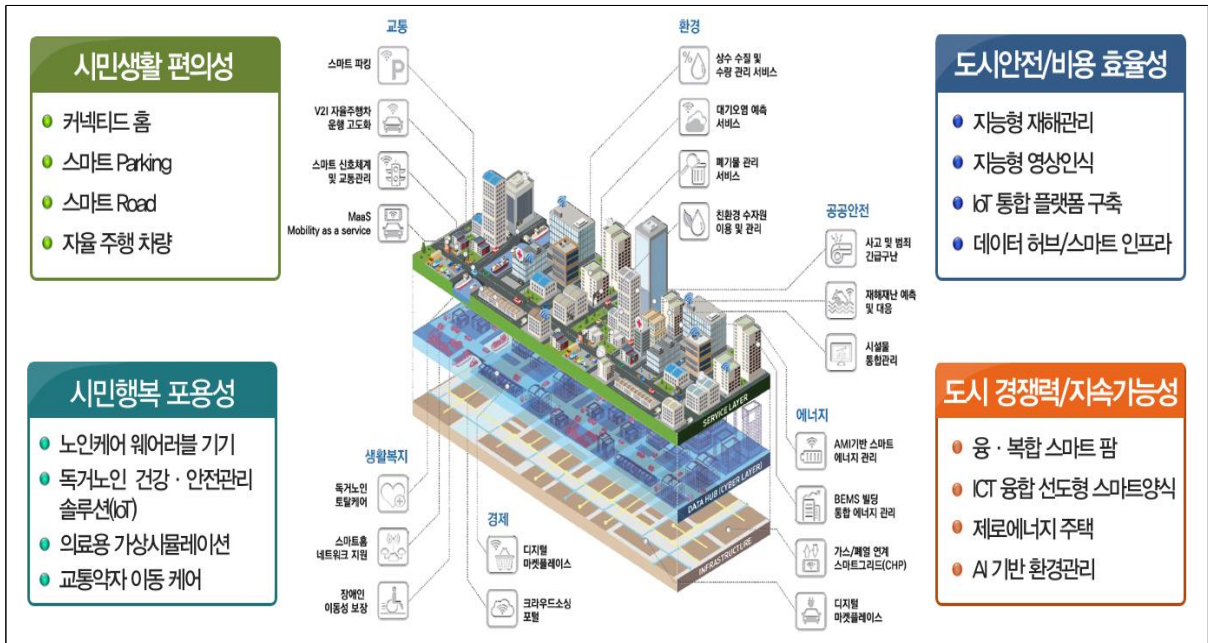 시민생활 편의성
커넥티드 홈
스마트 Parking
스마트 Road
자율 주행 차량
시민행복 포용성
노인케어 웨어러블 기기
독거노인 건강 · 안전관리
솔루션(IoT)
의료용 가상시뮬레이션
교통약자 이동 케어
교통
스마트 파킹
V2I 자율주행차
운행 고도화
스마트 신호체계
및 교통관리
MaaS
Mobility as a service
환경
상수 수질 및
수량 관리 서비스
대기오염 예측
서비스
폐기물 관리
서비스
친환경 수자원
이용 및 관리
공공안전
사고 및 범죄
긴급구난
재해재난 예측
및 대응
시설물
통합관리
SERVICE LAYER
DATA HUB (CYBER LAYER)
INFRASTRUCTURE
생활복지
독거노인
토탈케어
스마트홈
네트워크 지원
장애인
이동성 보장
경제
디지털
마켓플레이스
크라우드소싱
포털
에너지
AMI기반 스마트
에너지 관리
BEMS 빌딩
통합 에너지 관리
가스/폐열 연계
스마트그리드(CHP)
디지털
마켓플레이스
도시안전/비용 효율성
지능형 재해관리
지능형 영상인식
IoT 통합 플랫폼 구축
데이터 허브/스마트 인프라
도시 경쟁력/지속가능성
융 · 복합 스마트 팜
ICT 융합 선도형 스마트양식
제로에너지 주택
AI 기반 환경관리